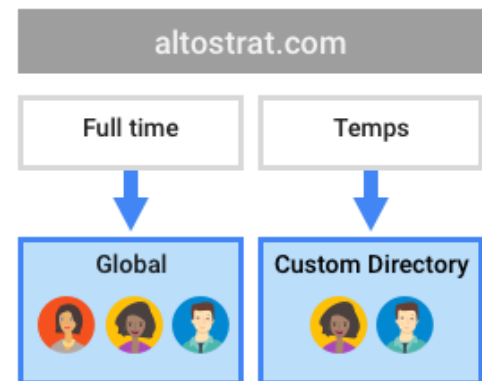 altostrat.com
Full time
Temps
Global
Custom Directory